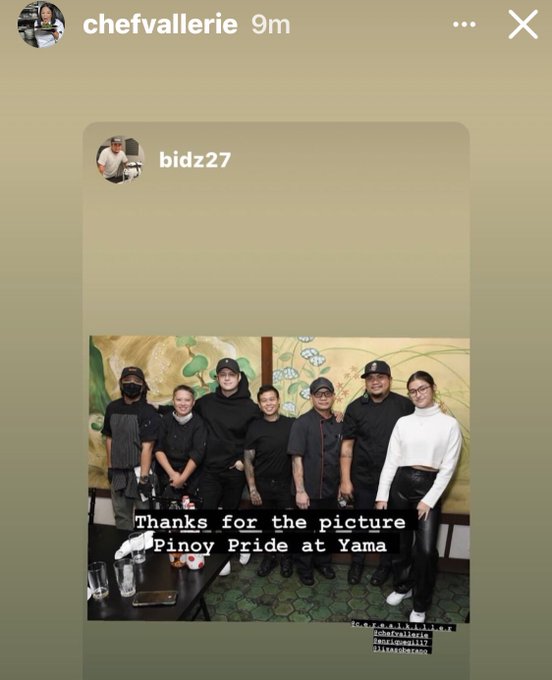 chefvallerie 9m
bidz27
Thanks for the picture
Pinoy Pride at Yama
@c.e.r.e.a.l.k.i.l.l.e.r
@chefvallerie
@enriquegil17
@lizasoberano